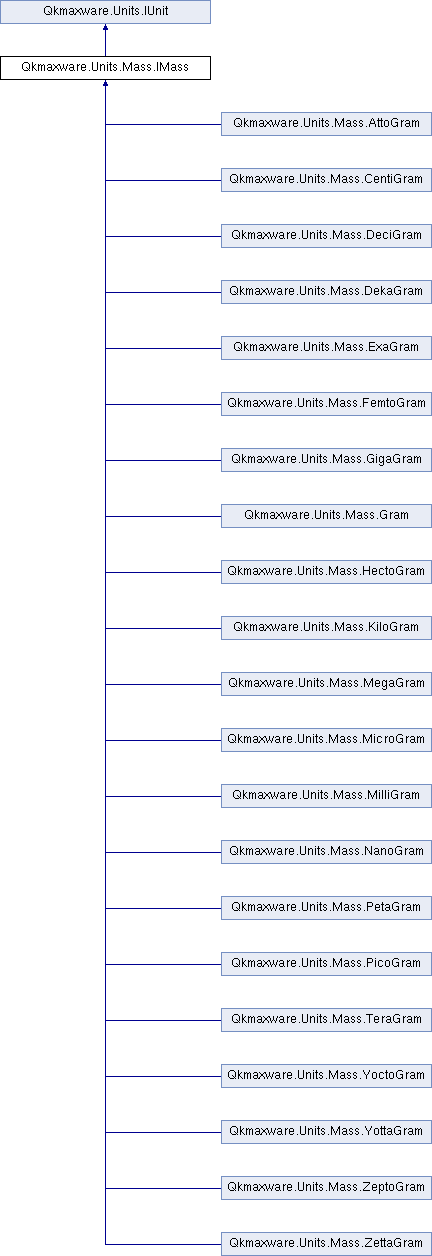 Qkmaxware.Units.IUnit
Qkmaxware.Units.Mass.IMass
Qkmaxware.Units.Mass.AttoGram
Qkmaxware.Units.Mass.CentiGram
Qkmaxware.Units.Mass.DeciGram
Qkmaxware.Units.Mass.DekaGram
Qkmaxware.Units.Mass.ExaGram
Qkmaxware.Units.Mass.FemtoGram
Qkmaxware.Units.Mass.GigaGram
Qkmaxware.Units.Mass.Gram
Qkmaxware.Units.Mass.HectoGram
Qkmaxware.Units.Mass.KiloGram
Qkmaxware.Units.Mass.MegaGram
Qkmaxware.Units.Mass.MicroGram
Qkmaxware.Units.Mass.MilliGram
Qkmaxware.Units.Mass.NanoGram
Qkmaxware.Units.Mass.PetaGram
Qkmaxware.Units.Mass.PicoGram
Qkmaxware.Units.Mass.TeraGram
Qkmaxware.Units.Mass.YoctoGram
Qkmaxware.Units.Mass.YottaGram
Qkmaxware.Units.Mass.ZeptoGram
Qkmaxware.Units.Mass.ZettaGram